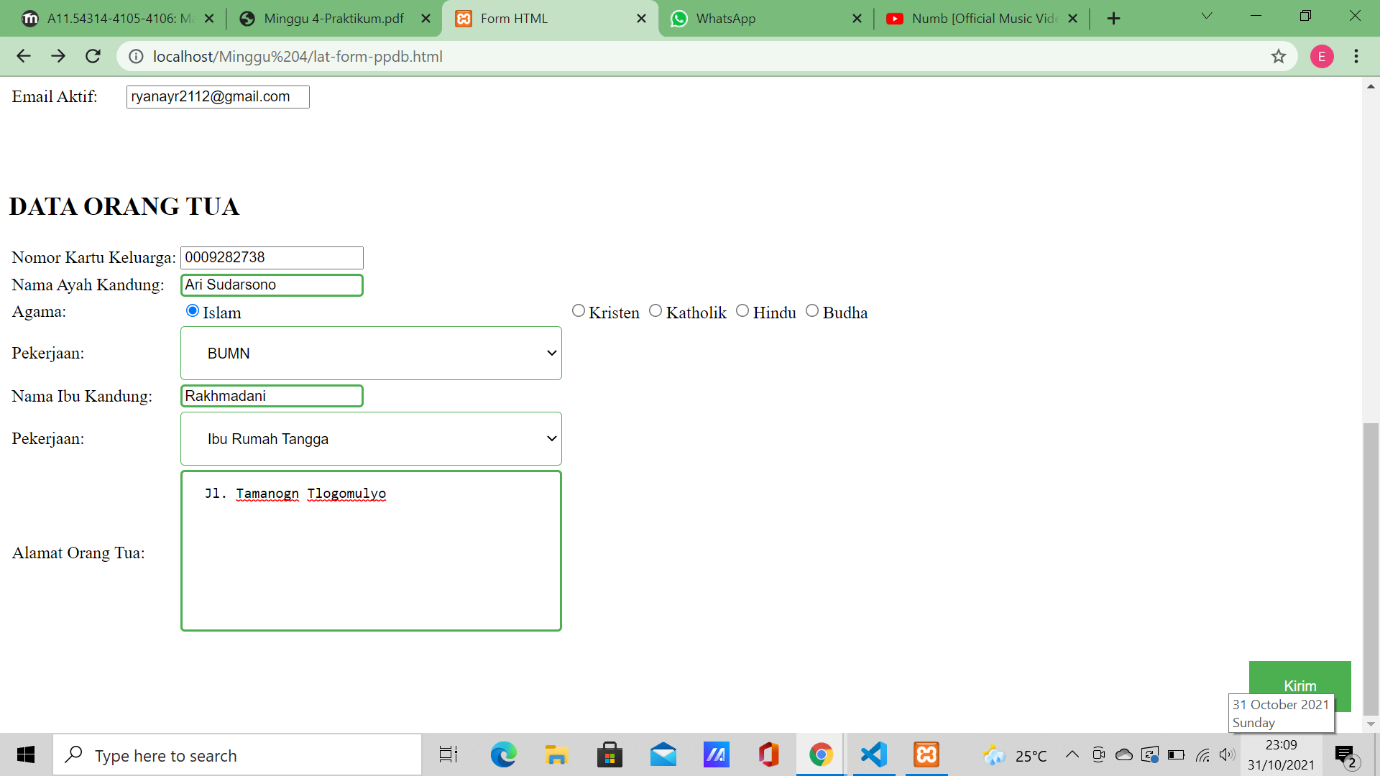 A11.54314-4105-4106: Ma
Minggu 4-Praktikum.pdf
Form HTML
WhatsApp
Numb [Official Music Vide
localhost/Minggu%204/lat-form-ppdb.html
E
Email Aktif: ryanayr2112@gmail.com
DATA ORANG TUA
Nomor Kartu Keluarga: 0009282738
Nama Ayah Kandung: Ari Sudarsono
Agama: Islam Kristen Katholik Hindu Budha
Pekerjaan: BUMN
Nama Ibu Kandung: Rakhmadani
Pekerjaan: Ibu Rumah Tangga
Jl. Tamanogn Tlogomulyo
Alamat Orang Tua:
Kirim
31 October 2021
Sunday
Type here to search
25°C
23:09
31/10/2021
2